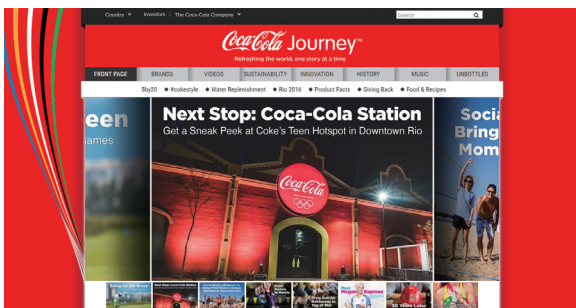 Country ▼ Investors The Coca-Cola Company ▼ Search
Coca-Cola Journey™
Refreshing the world, one story at a time
FRONT PAGE BRANDS VIDEOS SUSTAINABILITY INNOVATION HISTORY MUSIC UNBOTTLED
5by20 • #cokestyle • Water Replenishment • Rio 2016 • Product Facts • Giving Back • Food & Recipes
een
ames
Next Stop: Coca-Cola Station
Get a Sneak Peek at Coke's Teen Hotspot in Downtown Rio
Coca-Cola
Soci
Bring
Mom
20 Years Later